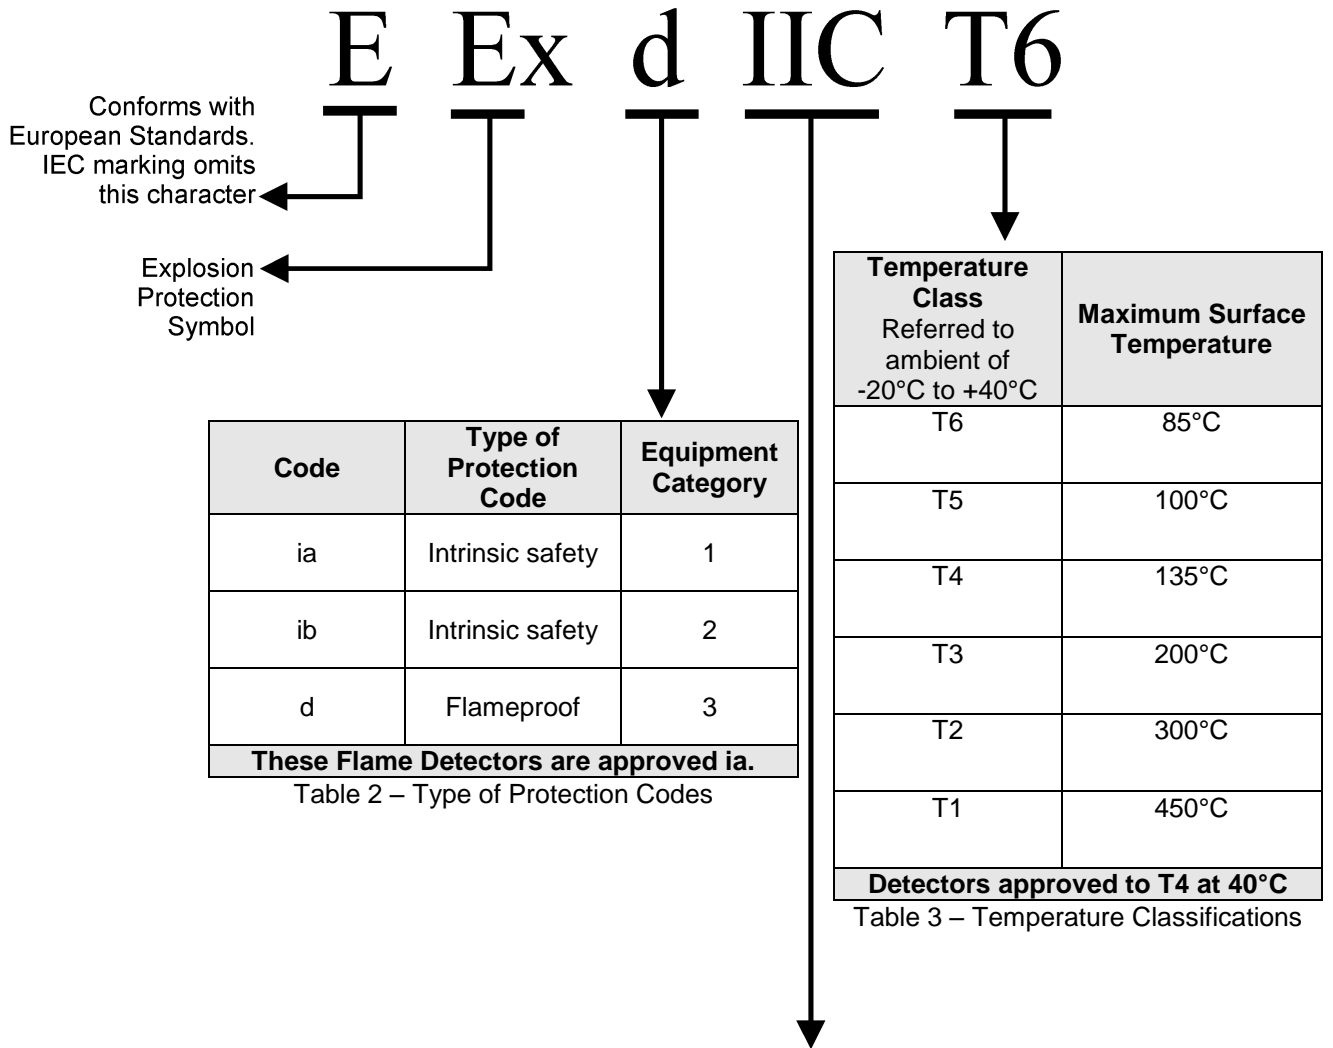 E Ex d IIC T6
Conforms with
European Standards.
IEC marking omits
this character
Explosion
Protection
Symbol
Temperature
Class
Referred to
ambient of
-20°C to +40°C
Maximum Surface
Temperature
T6 85°C
T5 100°C
T4 135°C
T3 200°C
T2 300°C
T1 450°C
Detectors approved to T4 at 40°C
Table 3 – Temperature Classifications
Code
Type of
Protection
Code
Equipment
Category
ia Intrinsic safety 1
ib Intrinsic safety 2
d Flameproof 3
These Flame Detectors are approved ia.
Table 2 – Type of Protection Codes